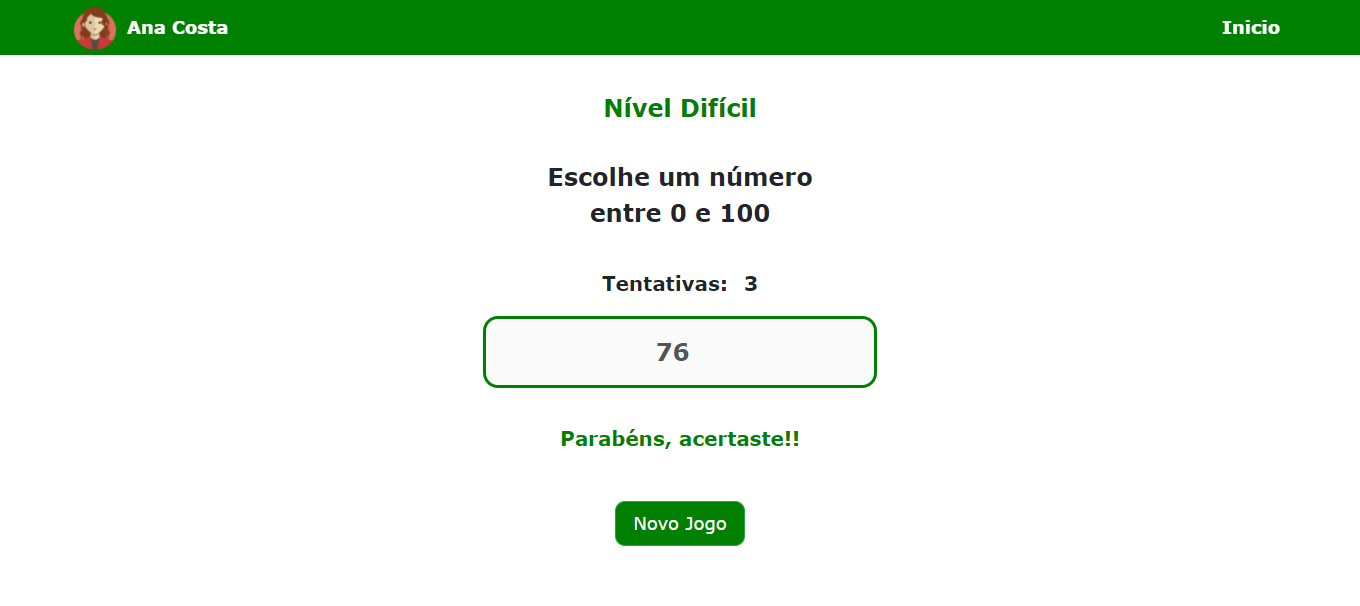 Ana Costa
Inicio
Nível Difícil
Escolhe um número
entre 0 e 100
Tentativas: 3
76
Parabéns, acertaste!!
Novo Jogo